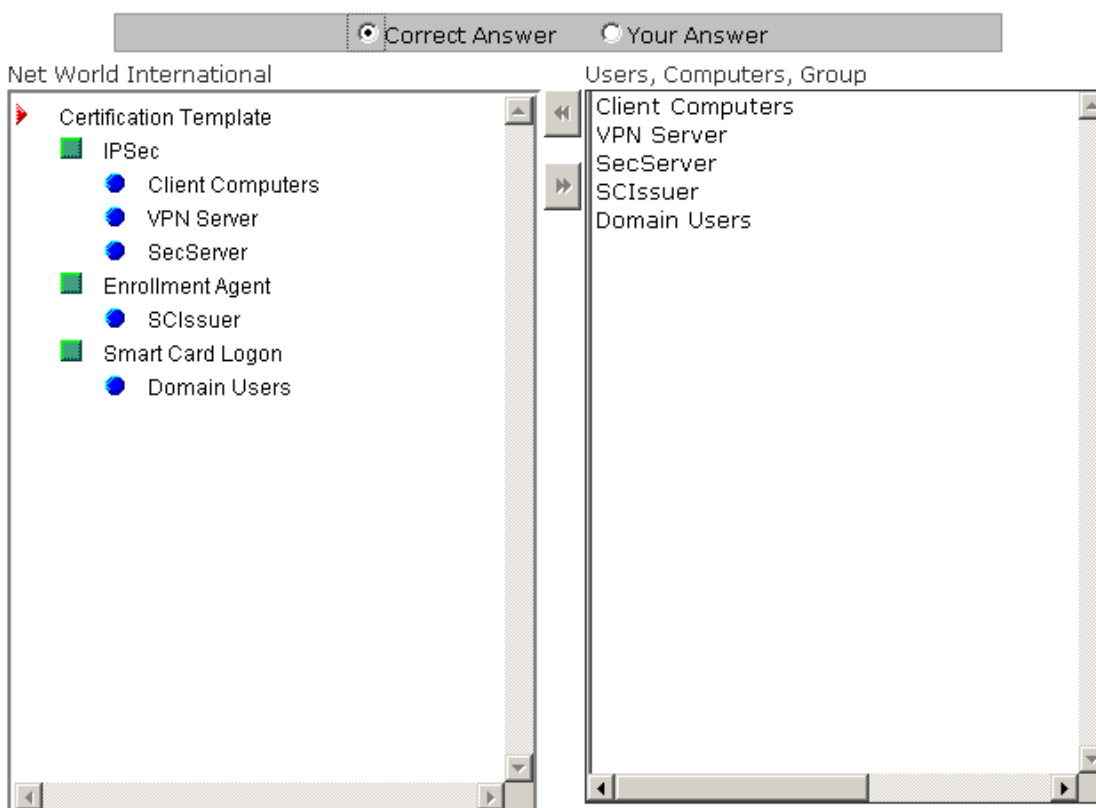 Correct Answer Your Answer
Net World International
Certification Template
IPSec
Client Computers
VPN Server
SecServer
Enrollment Agent
SCIssuer
Smart Card Logon
Domain Users
Users, Computers, Group
Client Computers
VPN Server
SecServer
SCIssuer
Domain Users